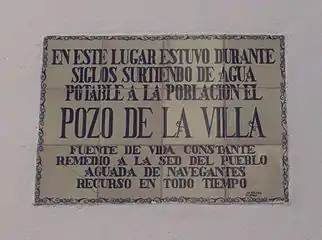 EN ESTE LUGAR ESTUVO DURANTE
SIGLOS SURTIENDO DE AGUA
POTABLE A LA POBLACIÓN EL
POZO DE LA VILLA
FUENTE DE VIDA CONSTANTE
REMEDIO A LA SED DEL PUEBLO
AGUADA DE NAVEGANTES
RECURSO EN TODO TIEMPO